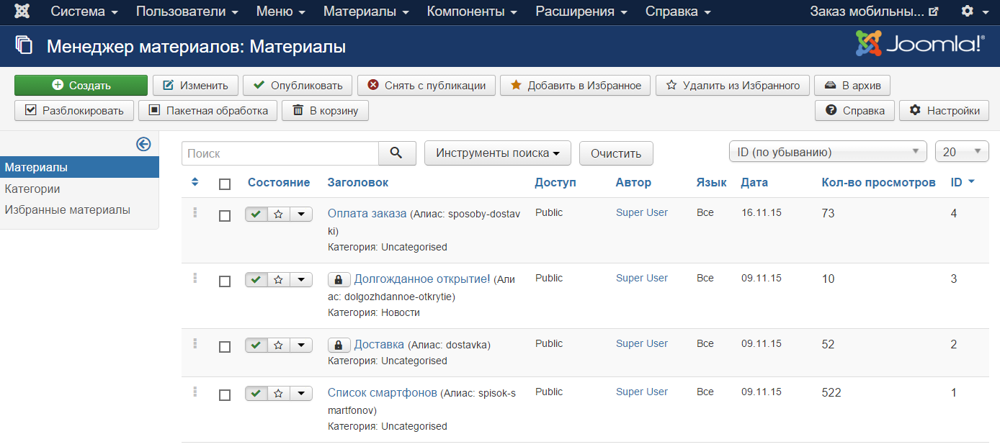 Система Пользователи Меню Материалы Компоненты Расширения Справка Заказ мобильны...
Менеджер материалов: Материалы Joomla!®
Создать Изменить Опубликовать Снять с публикации Добавить в Избранное Удалить из Избранного В архив
Разблокировать Пакетная обработка В корзину Справка Настройки
Поиск Инструменты поиска Очистить ID (по убыванию) 20
Материалы
Категории
Избранные материалы
Состояние Заголовок Доступ Автор Язык Дата Кол-во просмотров ID
Оплата заказа (Алиас: sposoby-dostav Public Super User Все 16.11.15 73 4
ki)
Категория: Uncategorised
Долгожданное открытие! (Али Public Super User Все 09.11.15 10 3
ас: dolgozhdannoe-otkrytie)
Категория: Новости
Доставка (Алиас: dostavka) Public Super User Все 09.11.15 52 2
Категория: Uncategorised
Список смартфонов (Алиас: spisok-s Public Super User Все 09.11.15 522 1
martfonov)
Категория: Uncategorised